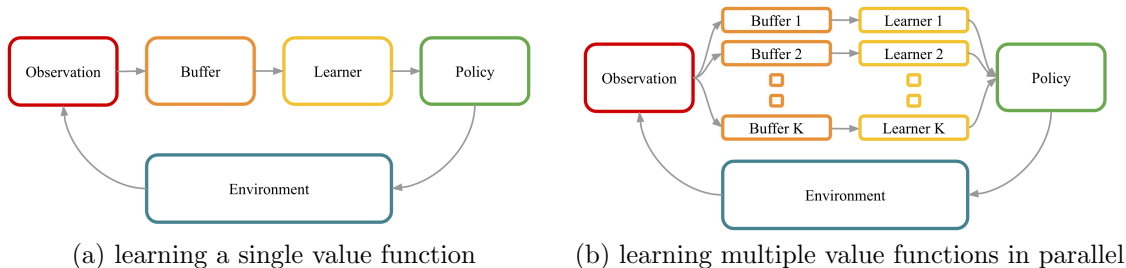 Observation
Buffer
Learner
Policy
Environment
(a) learning a single value function
Observation
Buffer 1
Learner 1
Buffer 2
Learner 2
Buffer K
Learner K
Policy
Environment
(b) learning multiple value functions in parallel